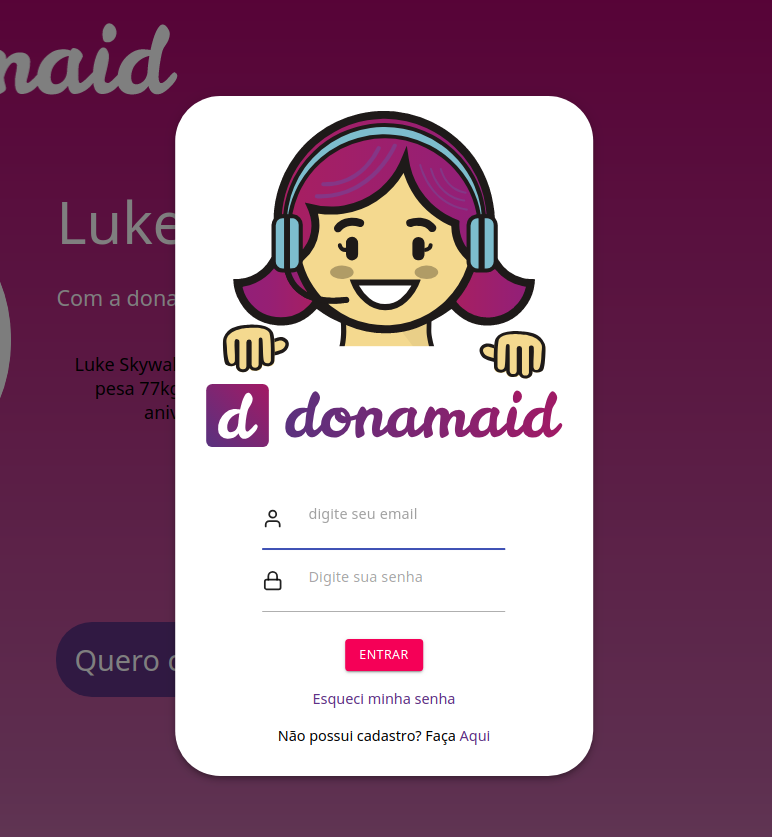 maid
Luke
Com a dona
Luke Skywal
pesa 77kg
aniv
Quero
d donamaid
digite seu email
Digite sua senha
ENTRAR
Esqueci minha senha
Não possui cadastro? Faça Aqui